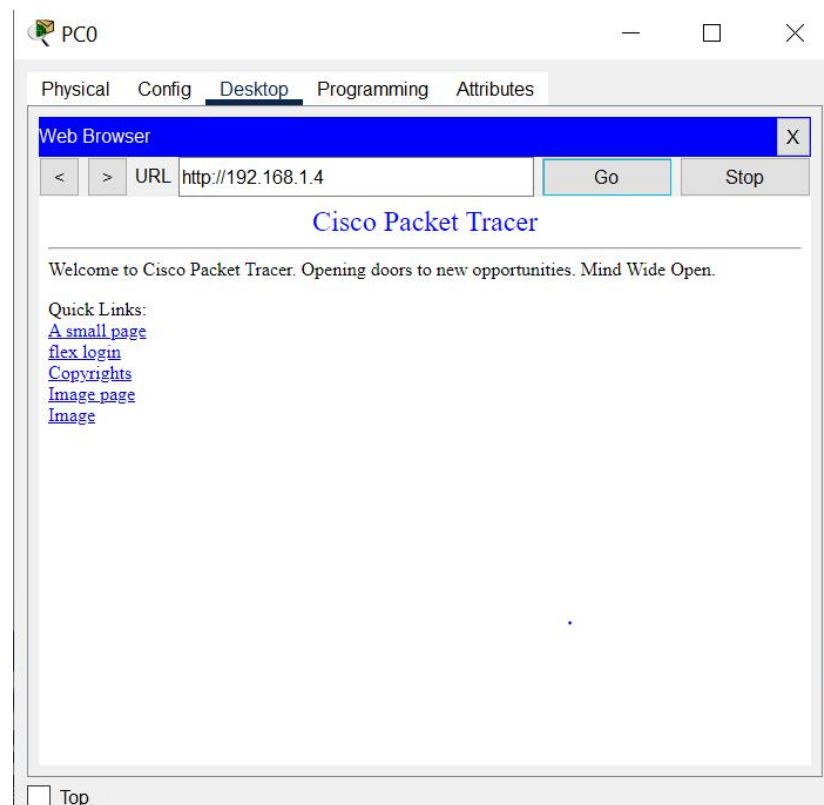 PC0
Physical Config Desktop Programming Attributes
Web Browser X
< > URL http://192.168.1.4 Go Stop
Cisco Packet Tracer
Welcome to Cisco Packet Tracer. Opening doors to new opportunities. Mind Wide Open.
Quick Links:
A small page
flex login
Copyrights
Image page
Image
Top